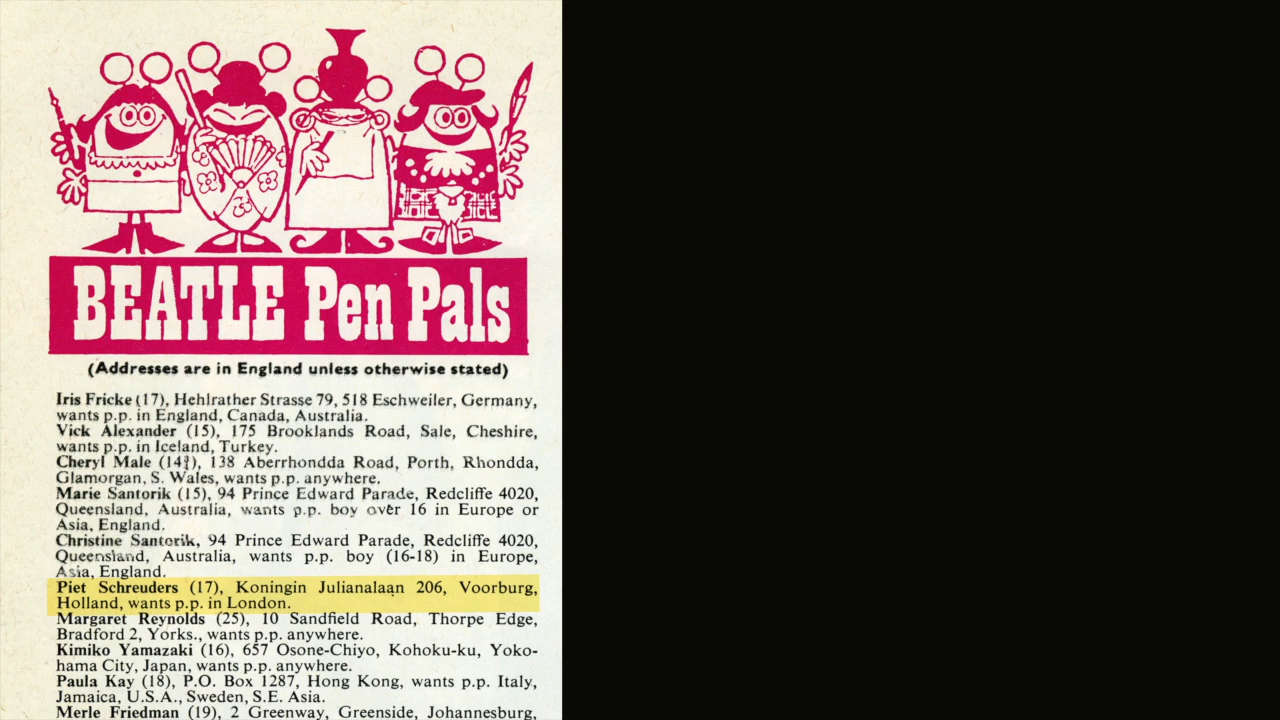 BEATLE Pen Pals
(Addresses are in England unless otherwise stated)
Iris Fricke (17), Hehlrather Strasse 79, 518 Eschweiler, Germany,
wants p.p. in England, Canada, Australia.
Vick Alexander (15), 175 Brooklands Road, Sale, Cheshire,
wants p.p. in Iceland, Turkey.
Cheryl Male (14¾), 138 Aberrhondda Road, Porth, Rhondda,
Glamorgan, S. Wales, wants p.p. anywhere.
Marie Santorik (15), 94 Prince Edward Parade, Redcliffe 4020,
Queensland, Australia, wants p.p. boy over 16 in Europe or
Asia, England.
Christine Santorik, 94 Prince Edward Parade, Redcliffe 4020,
Queensland, Australia, wants p.p. boy (16-18) in Europe,
Asia, England.
Piet Schreuders (17), Koningin Julianalaan 206, Voorburg,
Holland, wants p.p. in London.
Margaret Reynolds (25), 10 Sandfield Road, Thorpe Edge,
Bradford 2, Yorks., wants p.p. anywhere.
Kimiko Yamazaki (16), 657 Osone-Chiyo, Kohoku-ku, Yoko-
hama City, Japan, wants p.p. anywhere.
Paula Kay (18), P.O. Box 1287, Hong Kong, wants p.p. Italy,
Jamaica, U.S.A., Sweden, S.E. Asia.
Merle Friedman (19), 2 Greenway, Greenside, Johannesburg,